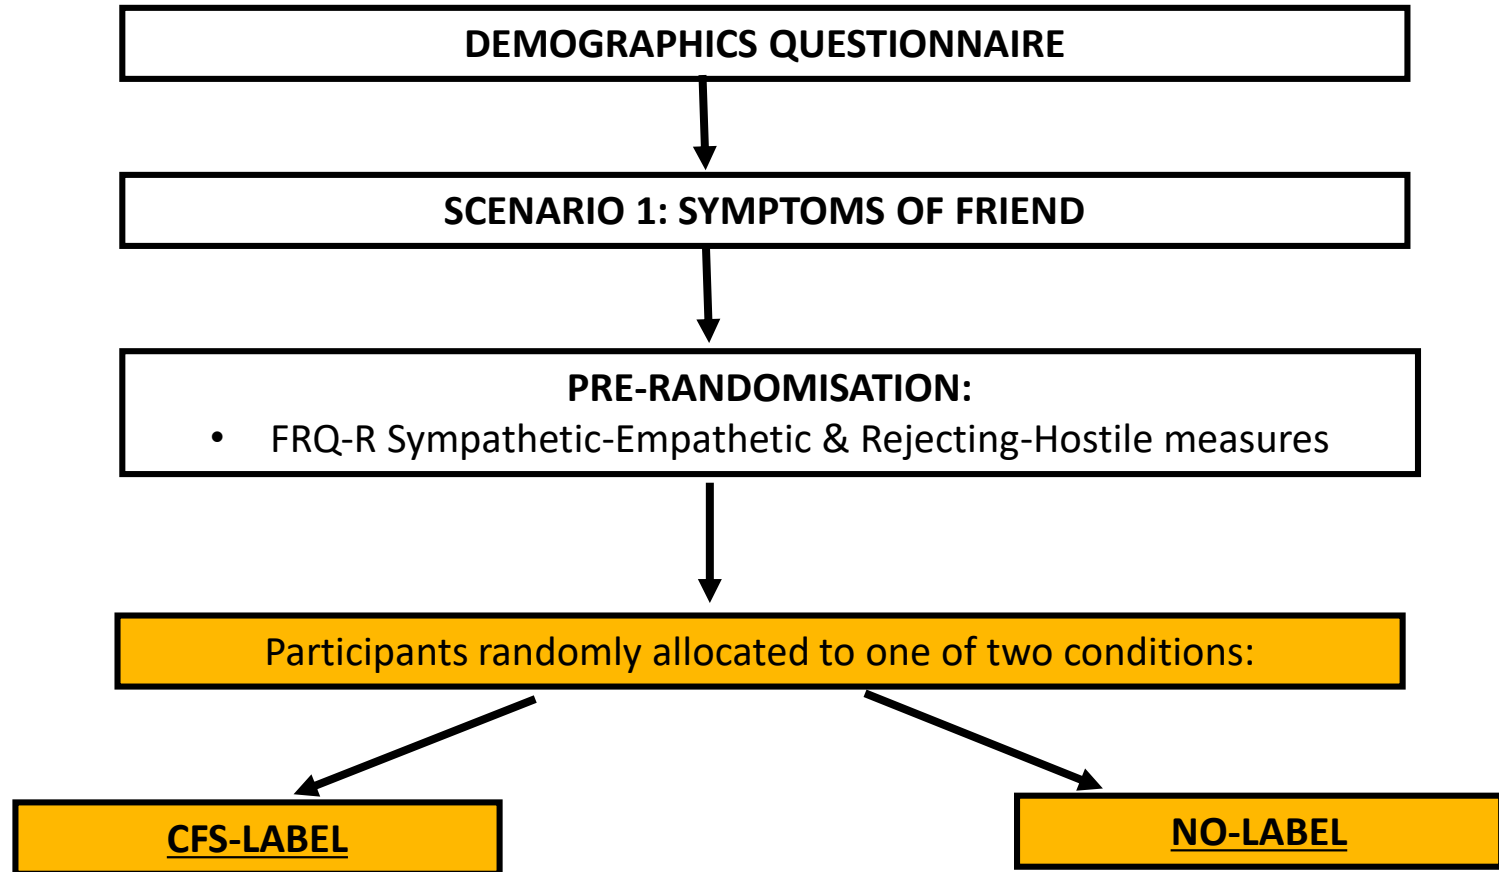 DEMOGRAPHICS QUESTIONNAIRE
SCENARIO 1: SYMPTOMS OF FRIEND
PRE-RANDOMISATION:
• FRQ-R Sympathetic-Empathetic & Rejecting-Hostile measures
Participants randomly allocated to one of two conditions:
CFS-LABEL
NO-LABEL